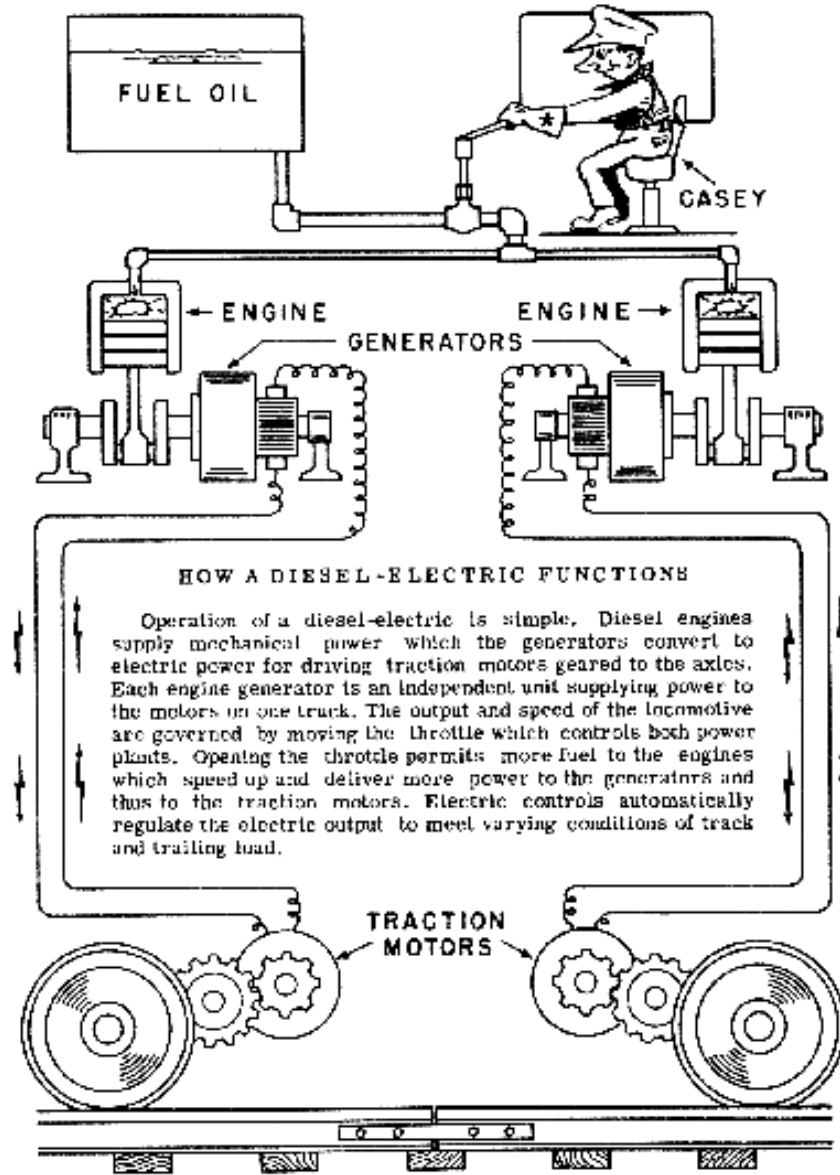 FUEL OIL
CASEY
ENGINE
ENGINE
GENERATORS
HOW A DIESEL-ELECTRIC FUNCTIONS
Operation of a diesel-electric is simple. Diesel engines
supply mechanical power which the generators convert to
electric power for driving traction motors geared to the axles.
Each engine generator is an independent unit supplying power to
the motors on one truck. The output and speed of the locomotive
are governed by moving the throttle which controls both power
plants. Opening the throttle permits more fuel to the engines
which speed up and deliver more power to the generators and
thus to the traction motors. Electric controls automatically
regulate the electric output to meet varying conditions of track
and trailing load.
TRACTION
MOTORS